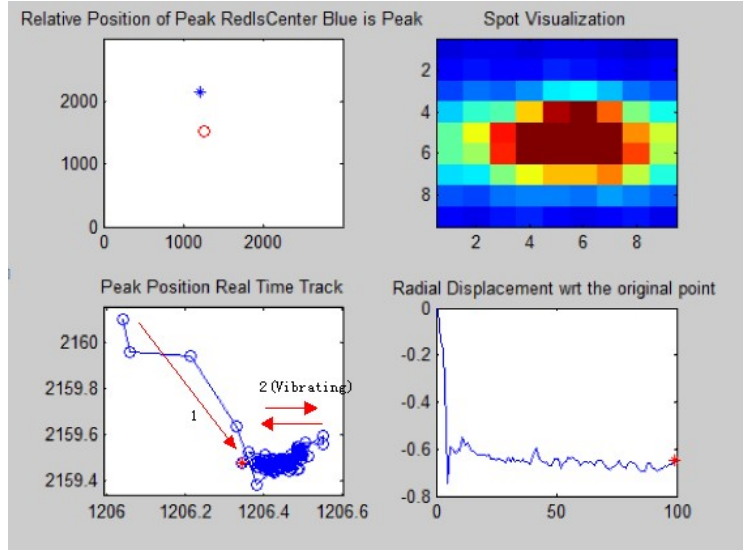 Relative Position of Peak RedIsCenter Blue is Peak
Spot Visualization
2000
1000
0
0 1000 2000
2
4
6
8
2 4 6 8
Peak Position Real Time Track
Radial Displacement wrt the original point
2160
2159.8
2159.6
2159.4
1206 1206.2 1206.4 1206.6
1
2(Vibrating)
0
-0.2
-0.4
-0.6
-0.8
0 50 100